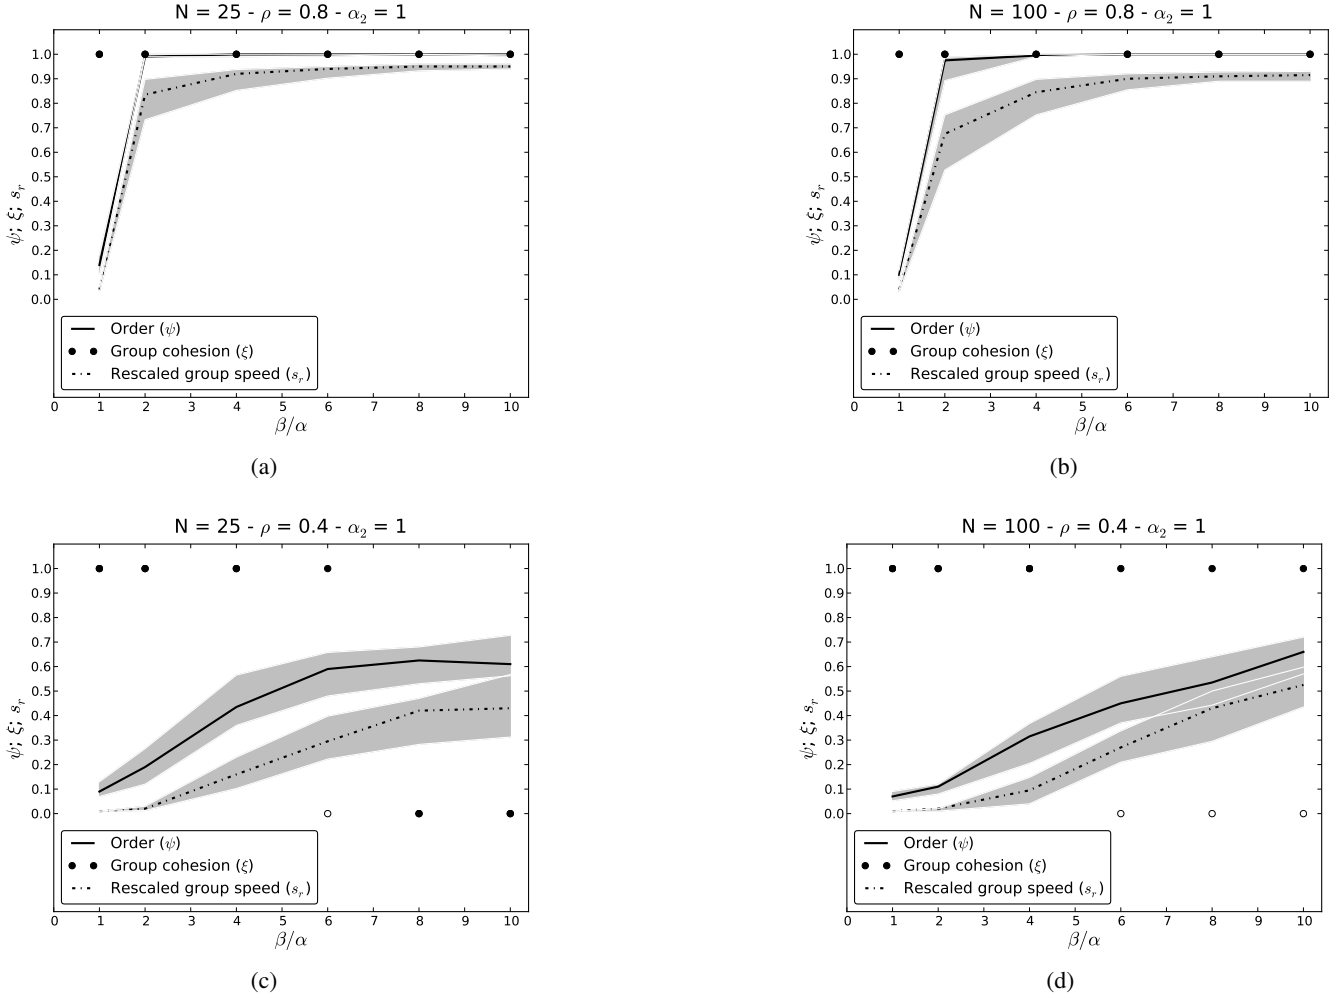 N = 25 - ρ = 0.8 - α₂ = 1
1.0
0.9
0.8
0.7
0.6
0.5
0.4
0.3
0.2
0.1
0.0
ψ; ξ; sᵣ
Order (ψ)
Group cohesion (ξ)
Rescaled group speed (sᵣ)
0 1 2 3 4 5 6 7 8 9 10
β/α
(a)
N = 100 - ρ = 0.8 - α₂ = 1
1.0
0.9
0.8
0.7
0.6
0.5
0.4
0.3
0.2
0.1
0.0
ψ; ξ; sᵣ
Order (ψ)
Group cohesion (ξ)
Rescaled group speed (sᵣ)
0 1 2 3 4 5 6 7 8 9 10
β/α
(b)
N = 25 - ρ = 0.4 - α₂ = 1
1.0
0.9
0.8
0.7
0.6
0.5
0.4
0.3
0.2
0.1
0.0
ψ; ξ; sᵣ
Order (ψ)
Group cohesion (ξ)
Rescaled group speed (sᵣ)
0 1 2 3 4 5 6 7 8 9 10
β/α
(c)
N = 100 - ρ = 0.4 - α₂ = 1
1.0
0.9
0.8
0.7
0.6
0.5
0.4
0.3
0.2
0.1
0.0
ψ; ξ; sᵣ
Order (ψ)
Group cohesion (ξ)
Rescaled group speed (sᵣ)
0 1 2 3 4 5 6 7 8 9 10
β/α
(d)